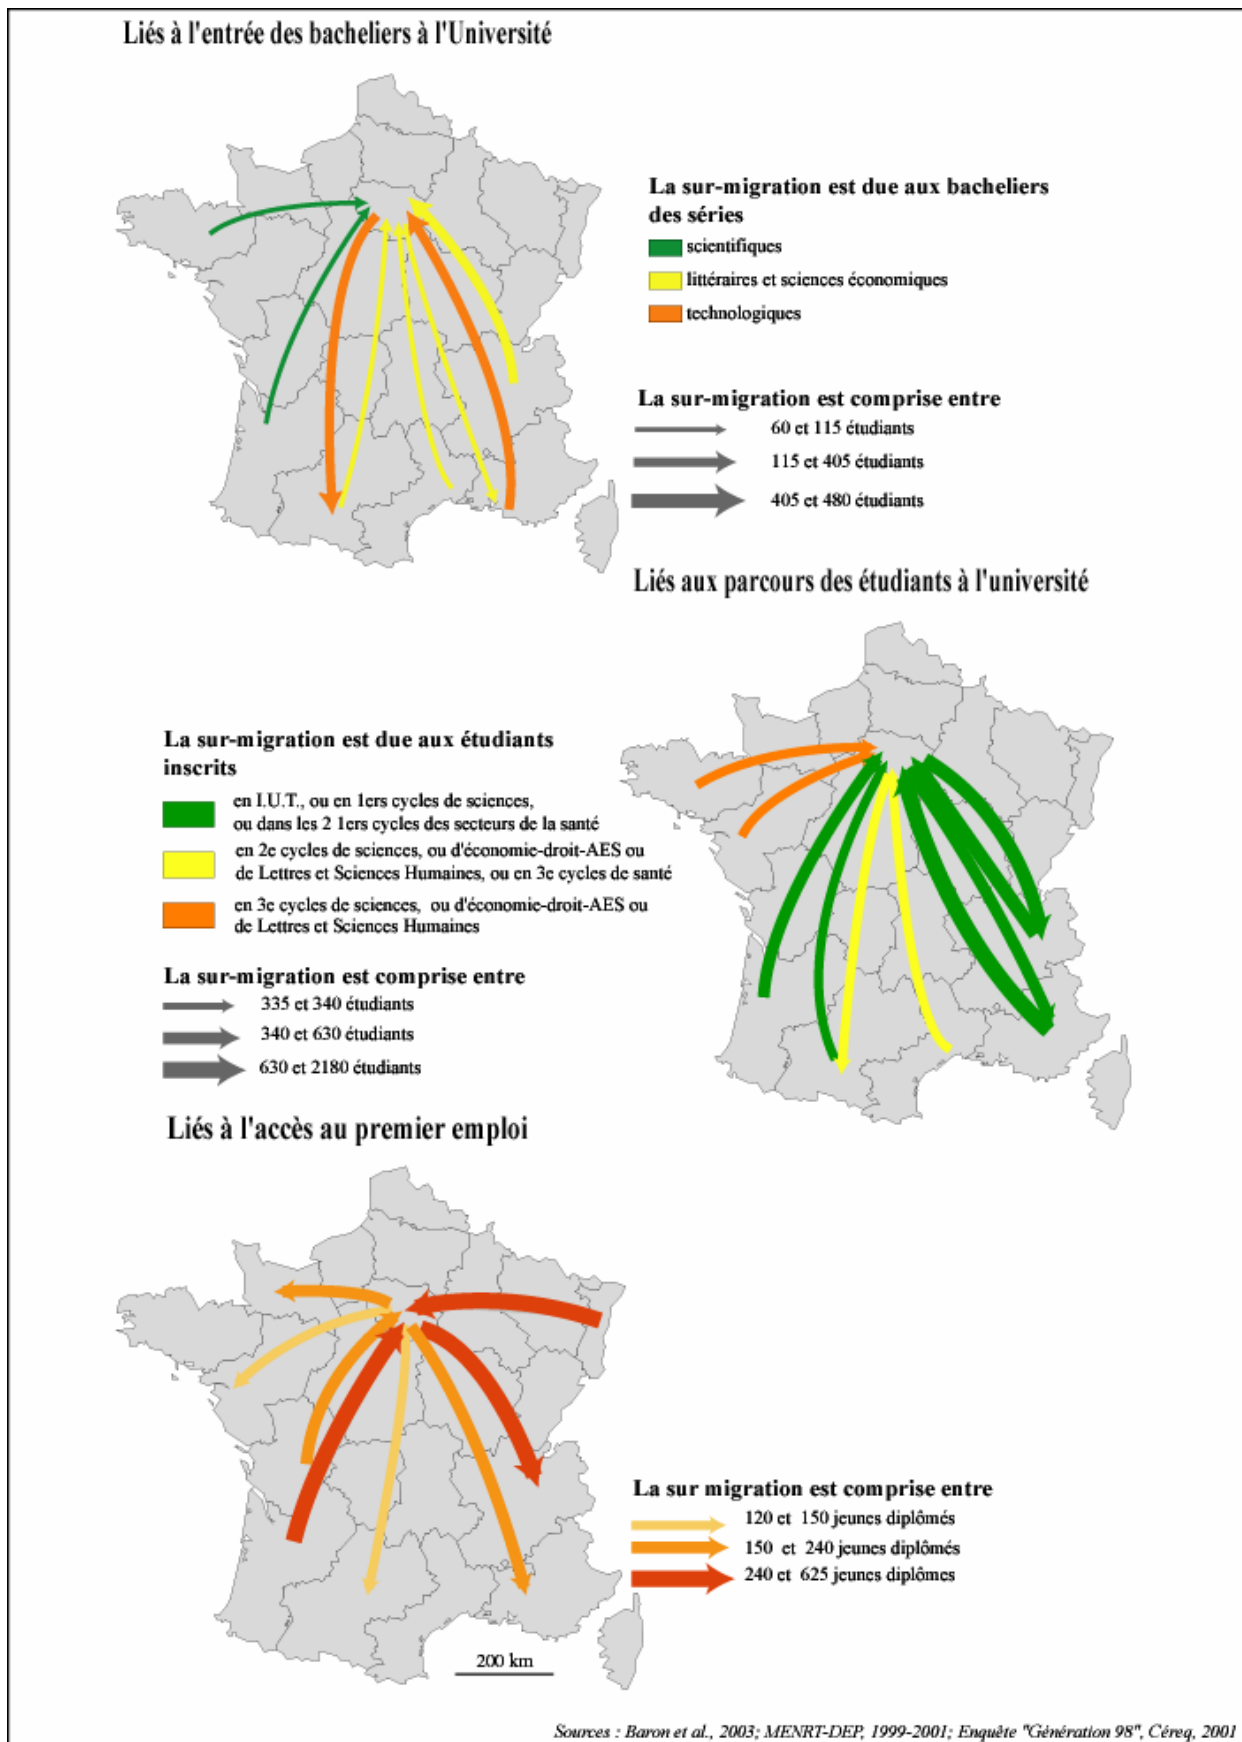 Liés à l'entrée des bacheliers à l'Université
La sur-migration est due aux bacheliers
des séries
scientifiques
littéraires et sciences économiques
technologiques
La sur-migration est comprise entre
60 et 115 étudiants
115 et 405 étudiants
405 et 480 étudiants
Liés aux parcours des étudiants à l'université
La sur-migration est due aux étudiants
inscrits
en I.U.T., ou en 1ers cycles de sciences,
ou dans les 2 1ers cycles des secteurs de la santé
en 2e cycles de sciences, ou d'économie-droit-AES ou
de Lettres et Sciences Humaines, ou en 3e cycles de santé
en 3e cycles de sciences, ou d'économie-droit-AES ou
de Lettres et Sciences Humaines
La sur-migration est comprise entre
335 et 340 étudiants
340 et 630 étudiants
630 et 2180 étudiants
Liés à l'accès au premier emploi
La sur migration est comprise entre
120 et 150 jeunes diplômés
150 et 240 jeunes diplômés
240 et 625 jeunes diplômes
200 km
Sources : Baron et al., 2003; MENRT-DEP, 1999-2001; Enquête "Génération 98", Céreq, 2001